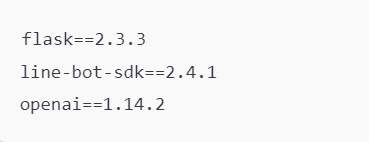 flask==2.3.3
line-bot-sdk==2.4.1
openai==1.14.2